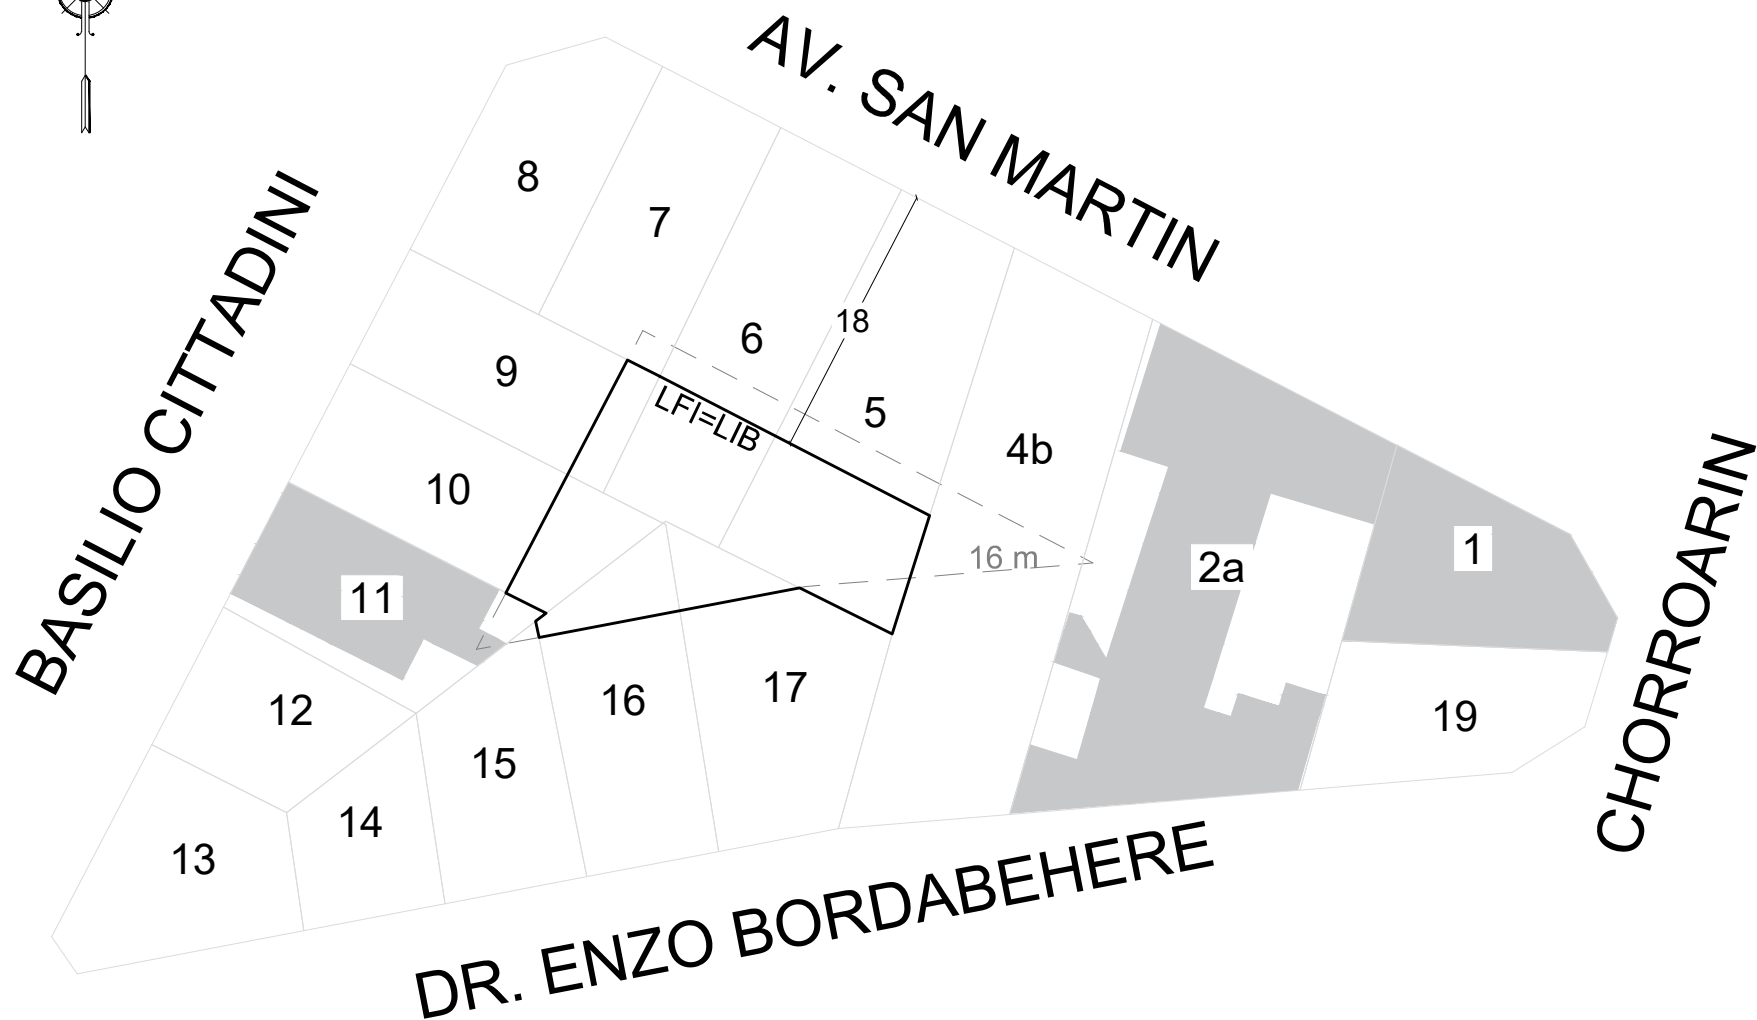 AV. SAN MARTIN
BASILIO CITTADINI
8
7
6
18
5
9
LFI=LIB
4b
10
16 m
2a
1
11
12
16
17
19
15
14
13
CHORROARIN
DR. ENZO BORDABEHERE